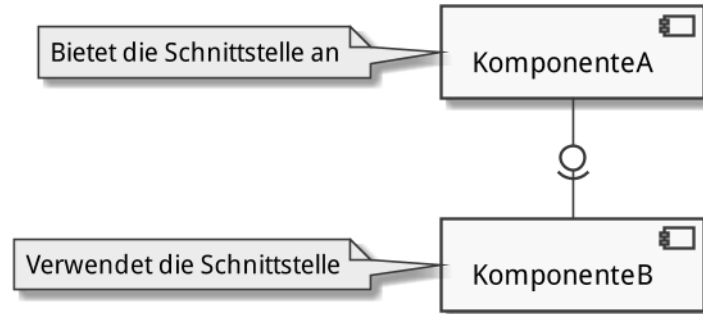 Bietet die Schnittstelle an
KomponenteA
Verwendet die Schnittstelle
KomponenteB